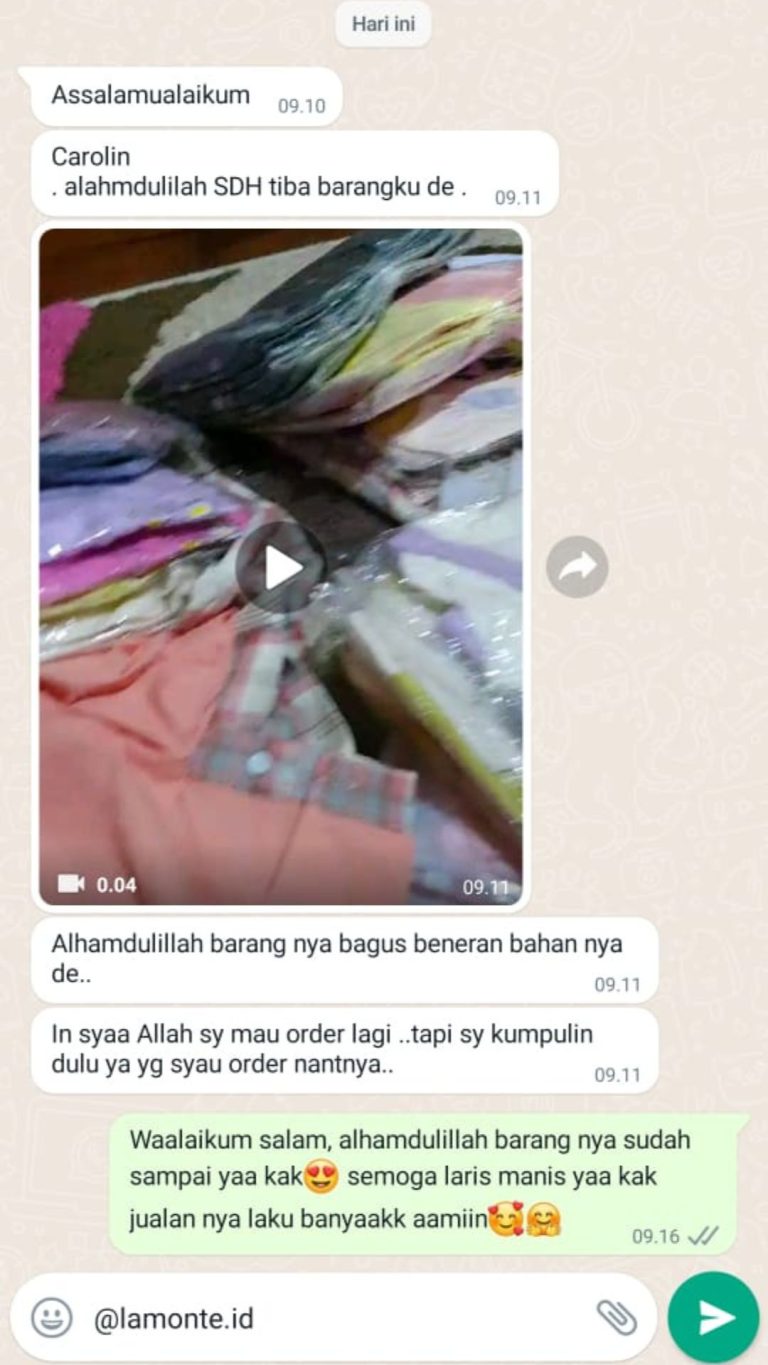 Hari ini
Assalamualaikum 09.10
Carolin
. alahmdulilah SDH tiba barangku de . 09.11
0.04 09.11
Alhamdulillah barang nya bagus beneran bahan nya
de.. 09.11
In syaa Allah sy mau order lagi ..tapi sy kumpulin
dulu ya yg syau order nantnya.. 09.11
Waalaikum salam, alhamdulillah barang nya sudah
sampai yaa kak😍 semoga laris manis yaa kak
jualan nya laku banyaakk aamiin🥰🤗 09.16
@lamonte.id